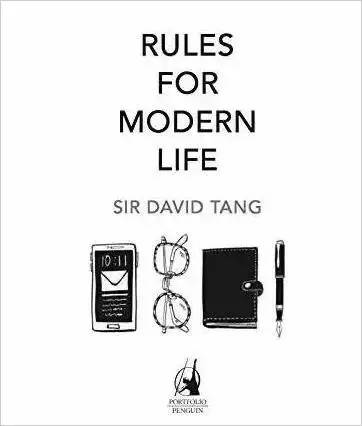 RULES
FOR
MODERN
LIFE
SIR DAVID TANG
10:11
PORTFOLIO
PENGUIN